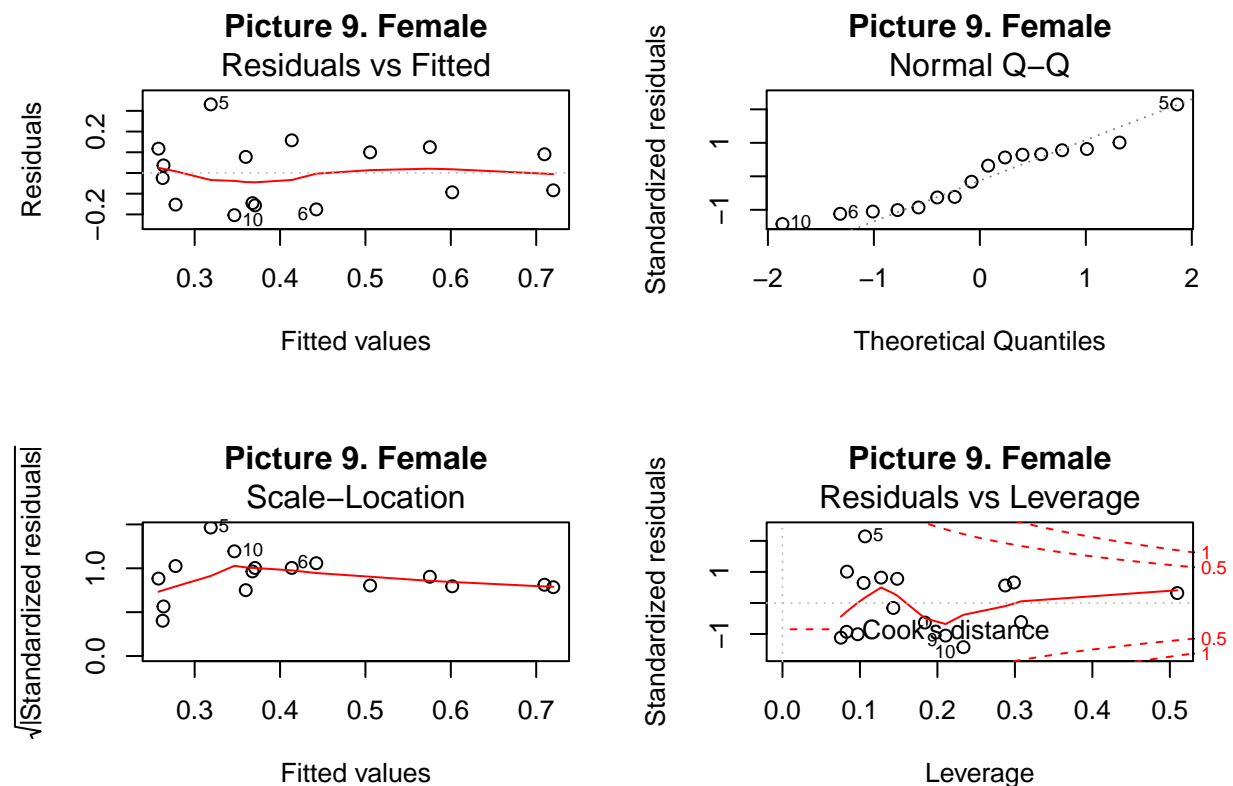 Picture 9. Female
Residuals vs Fitted
Residuals
0.2
−0.2
5
10
6
0.3 0.4 0.5 0.6 0.7
Fitted values
Picture 9. Female
Normal Q−Q
Standardized residuals
1
−1
5
10
6
−2 −1 0 1 2
Theoretical Quantiles
Picture 9. Female
Scale−Location
√|Standardized residuals|
1.0
0.0
5
10
6
0.3 0.4 0.5 0.6 0.7
Fitted values
Picture 9. Female
Residuals vs Leverage
Standardized residuals
1
−1
5
1
0.5
Cook's distance
9
10
0.5
1
0.0 0.1 0.2 0.3 0.4 0.5
Leverage